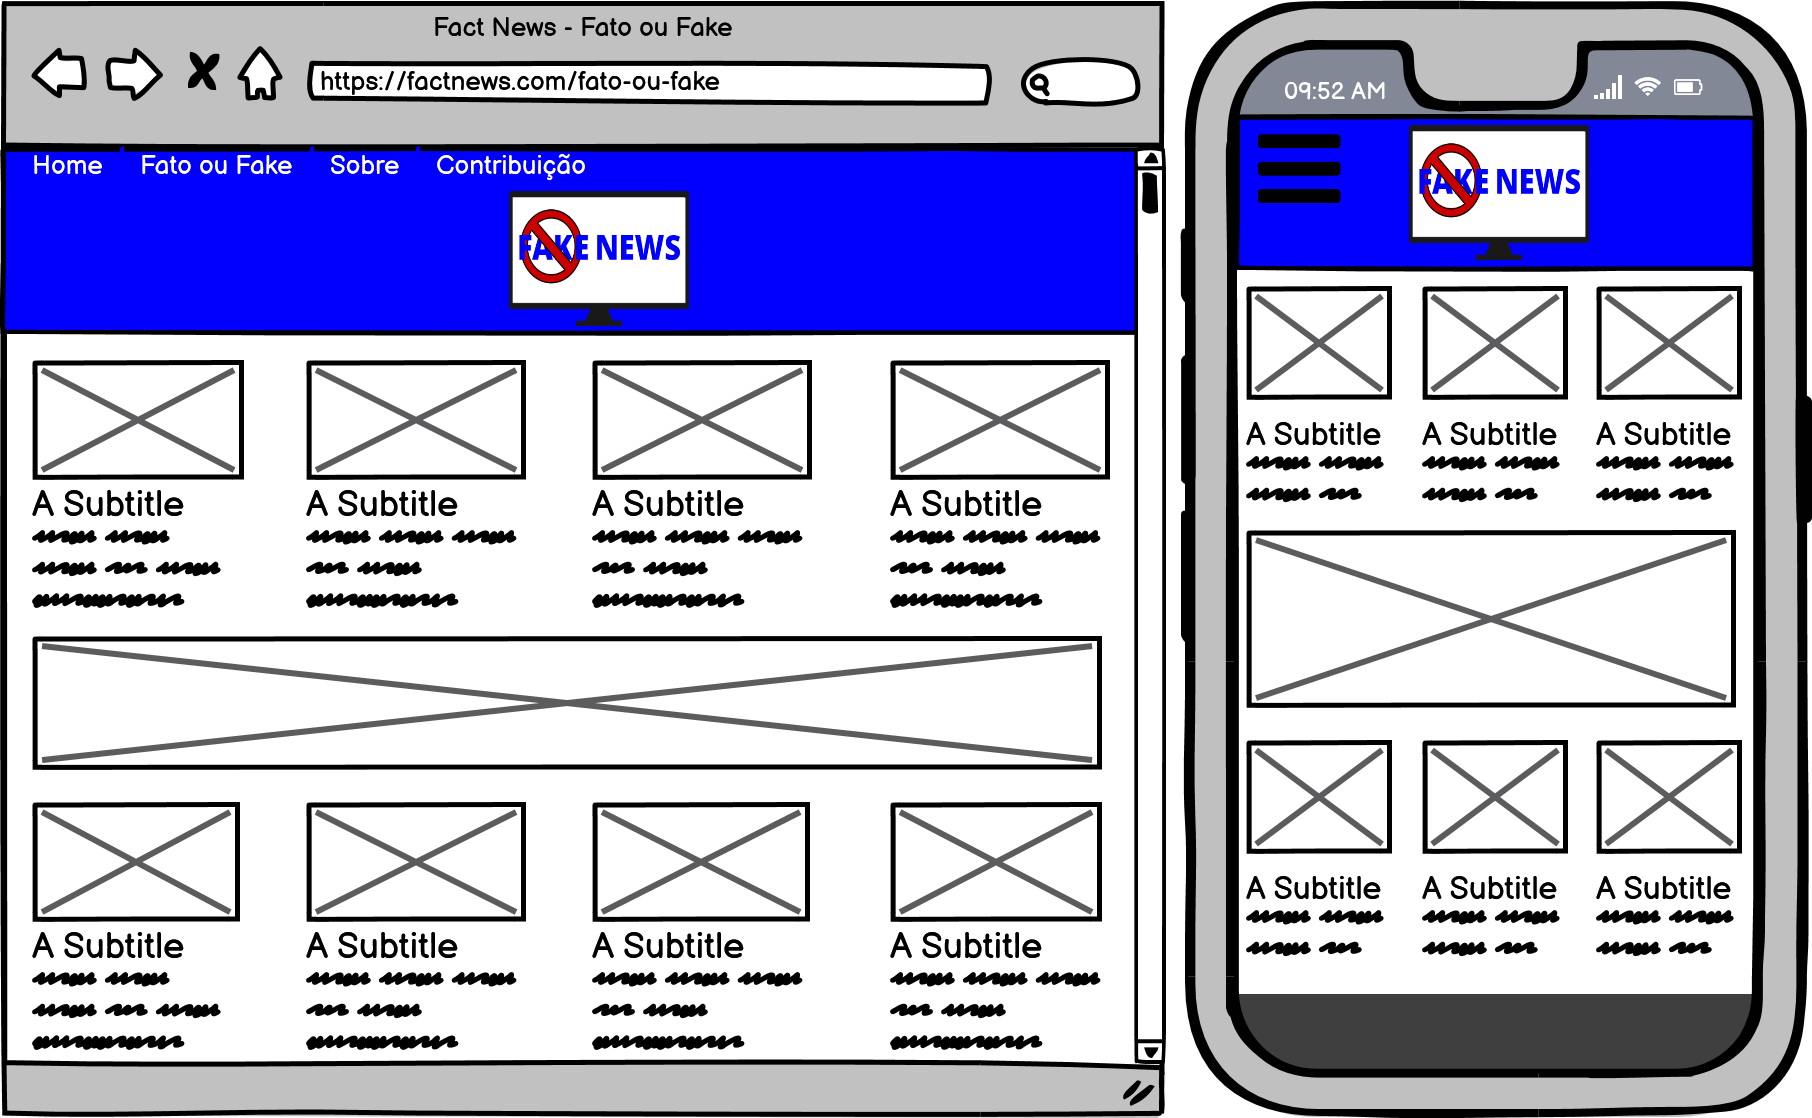 Fact News - Fato ou Fake
https://factnews.com/fato-ou-fake
Home Fato ou Fake Sobre Contribuição
FAKE NEWS
A Subtitle A Subtitle A Subtitle A Subtitle
A Subtitle A Subtitle A Subtitle A Subtitle
09:52 AM
FAKE NEWS
A Subtitle A Subtitle A Subtitle
A Subtitle A Subtitle A Subtitle